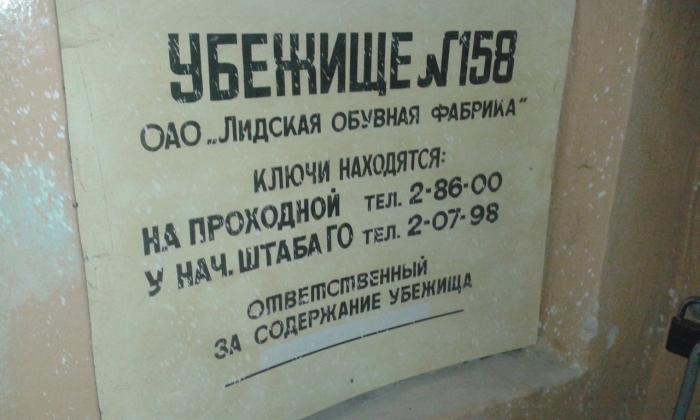 УБЕЖИЩЕ №158
ОАО „ЛИДСКАЯ ОБУВНАЯ ФАБРИКА"
КЛЮЧИ НАХОДЯТСЯ:
НА ПРОХОДНОЙ ТЕЛ. 2-86-00
У НАЧ. ШТАБА ГО ТЕЛ. 2-07-98
ОТВЕТСТВЕННЫЙ
ЗА СОДЕРЖАНИЕ УБЕЖИЩА